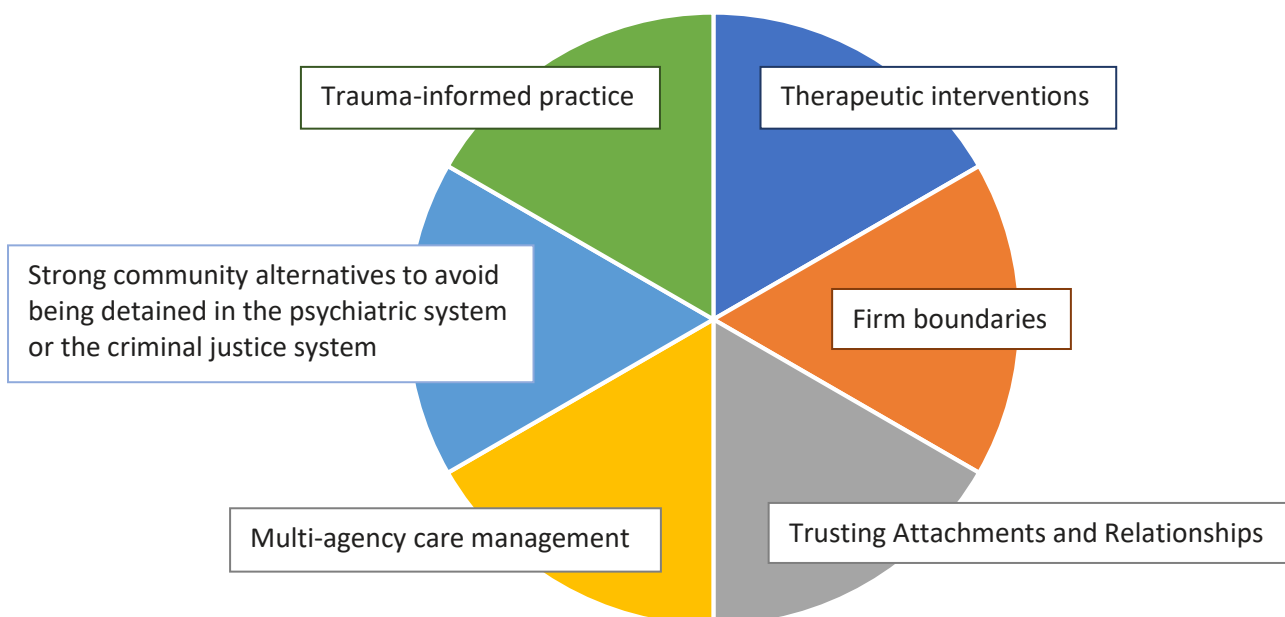 Trauma-informed practice
Therapeutic interventions
Strong community alternatives to avoid
being detained in the psychiatric system
or the criminal justice system
Firm boundaries
Multi-agency care management
Trusting Attachments and Relationships